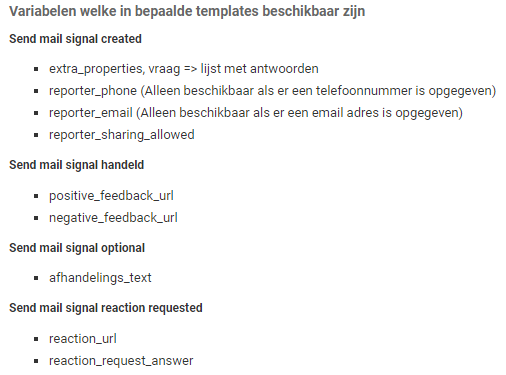 Variabelen welke in bepaalde templates beschikbaar zijn
Send mail signal created
extra_properties, vraag => lijst met antwoorden
reporter_phone (Alleen beschikbaar als er een telefoonnummer is opgegeven)
reporter_email (Alleen beschikbaar als er een email adres is opgegeven)
reporter_sharing_allowed
Send mail signal handeld
positive_feedback_url
negative_feedback_url
Send mail signal optional
afhandelings_text
Send mail signal reaction requested
reaction_url
reaction_request_answer